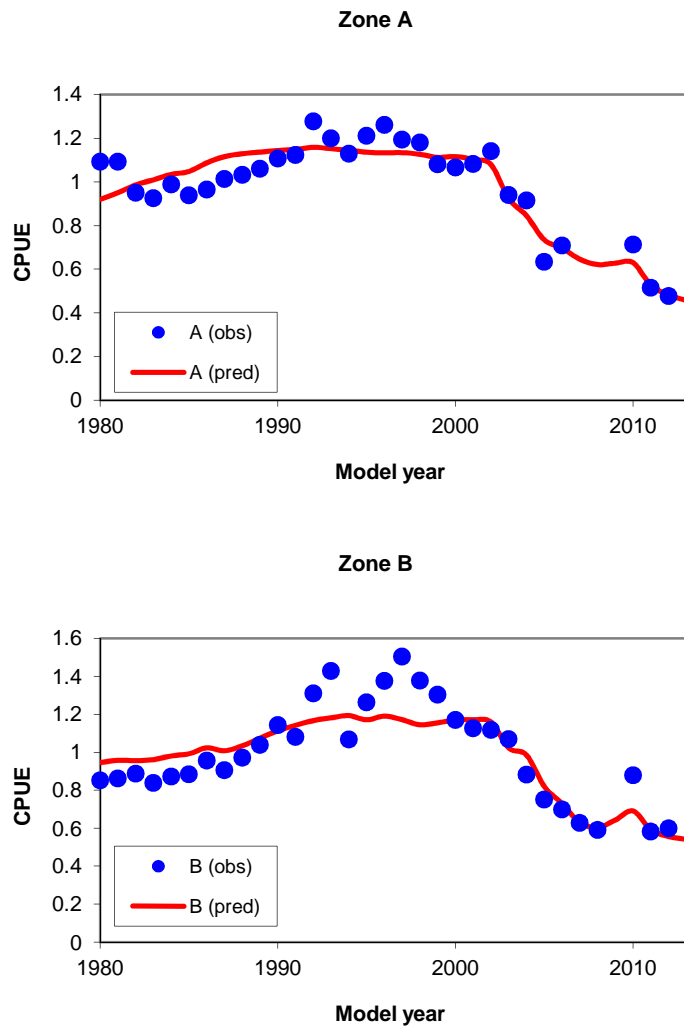 Zone A
1.4
1.2
1
0.8
0.6
0.4
0.2
0
CPUE
A (obs)
A (pred)
1980 1990 2000 2010
Model year
Zone B
1.6
1.4
1.2
1
0.8
0.6
0.4
0.2
0
CPUE
B (obs)
B (pred)
1980 1990 2000 2010
Model year